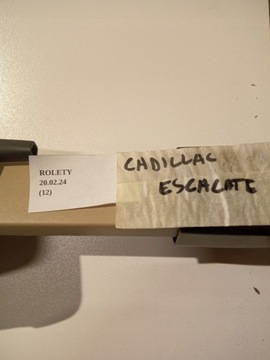 ROLETY
20.02.24
(12)
CADILLAC
ESCALATE